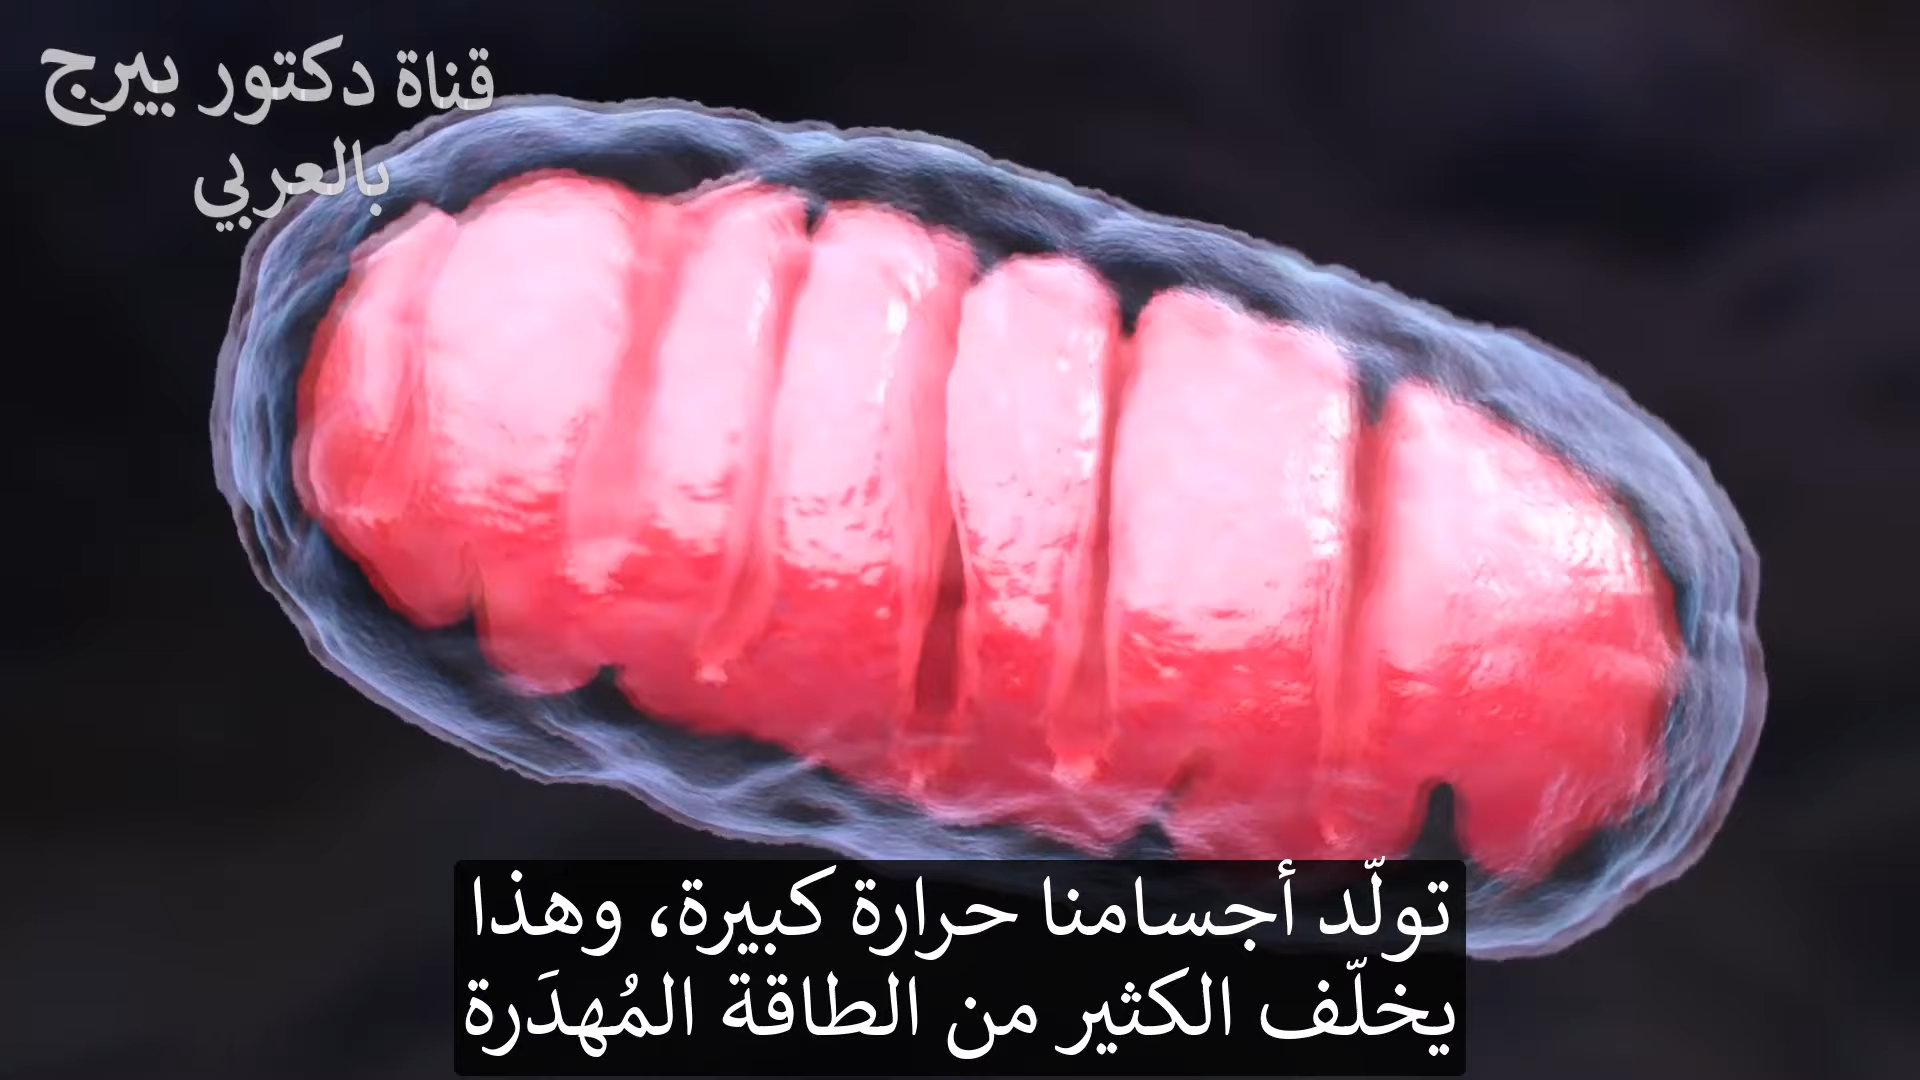 قناة دكتور بيرج
بالعربي
تولّد أجسامنا حرارة كبيرة، وهذا
يخلّف الكثير من الطاقة المُهدَرة